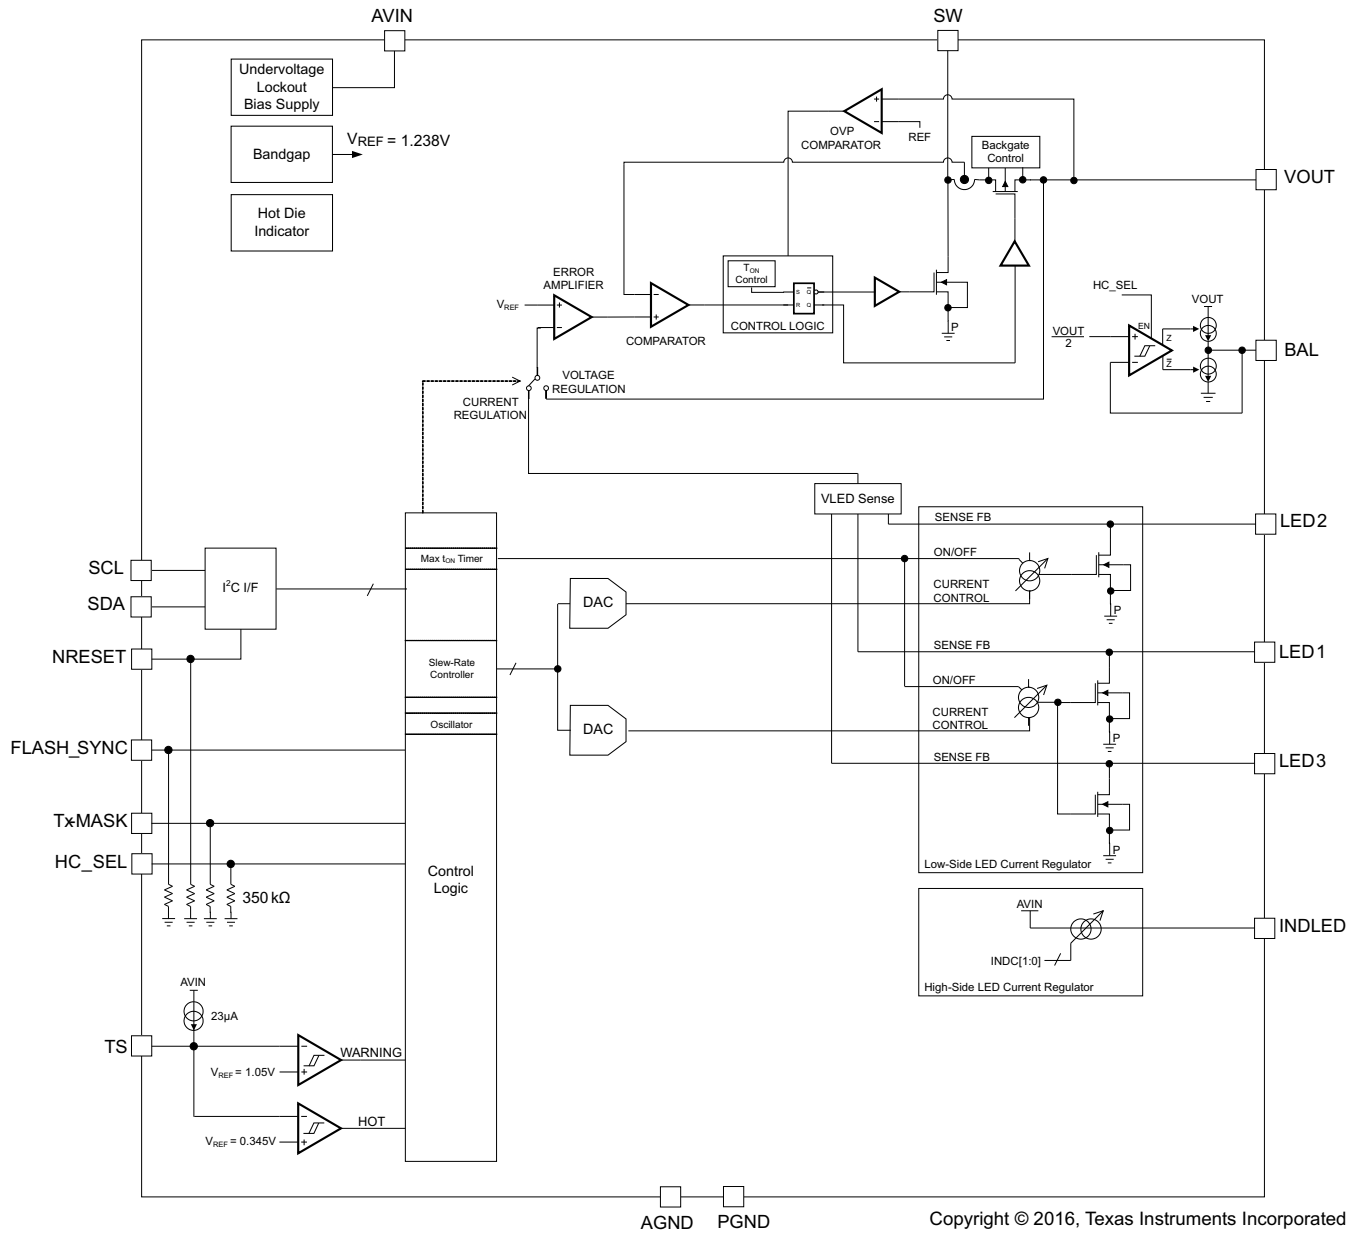 AVIN
SW
Undervoltage
Lockout
Bias Supply
Bandgap
VREF = 1.238V
Hot Die
Indicator
+
−
REF
OVP
COMPARATOR
Backgate
Control
VOUT
ERROR
AMPLIFIER
VREF
+
−
−
+
COMPARATOR
TON
Control
S
Q̅
R
Q
CONTROL LOGIC
P
HC_SEL
EN
VOUT
2
+
−
Z
Z̅
VOUT
BAL
VOLTAGE
REGULATION
CURRENT
REGULATION
VLED Sense
SENSE FB
LED2
SCL
SDA
I²C I/F
NRESET
Max tON Timer
ON/OFF
CURRENT
CONTROL
DAC
P
Slew-Rate
Controller
SENSE FB
LED1
ON/OFF
CURRENT
CONTROL
DAC
P
Oscillator
FLASH_SYNC
SENSE FB
LED3
Tx-MASK
HC_SEL
P
Low-Side LED Current Regulator
350 kΩ
Control
Logic
AVIN
INDC[1:0]
INDLED
High-Side LED Current Regulator
AVIN
23µA
TS
−
+
WARNING
VREF = 1.05V
−
+
HOT
VREF = 0.345V
AGND
PGND
Copyright © 2016, Texas Instruments Incorporated